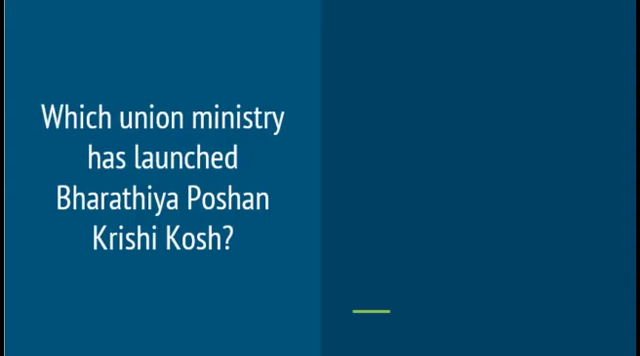 Which union ministry
has launched
Bharathiya Poshan
Krishi Kosh?